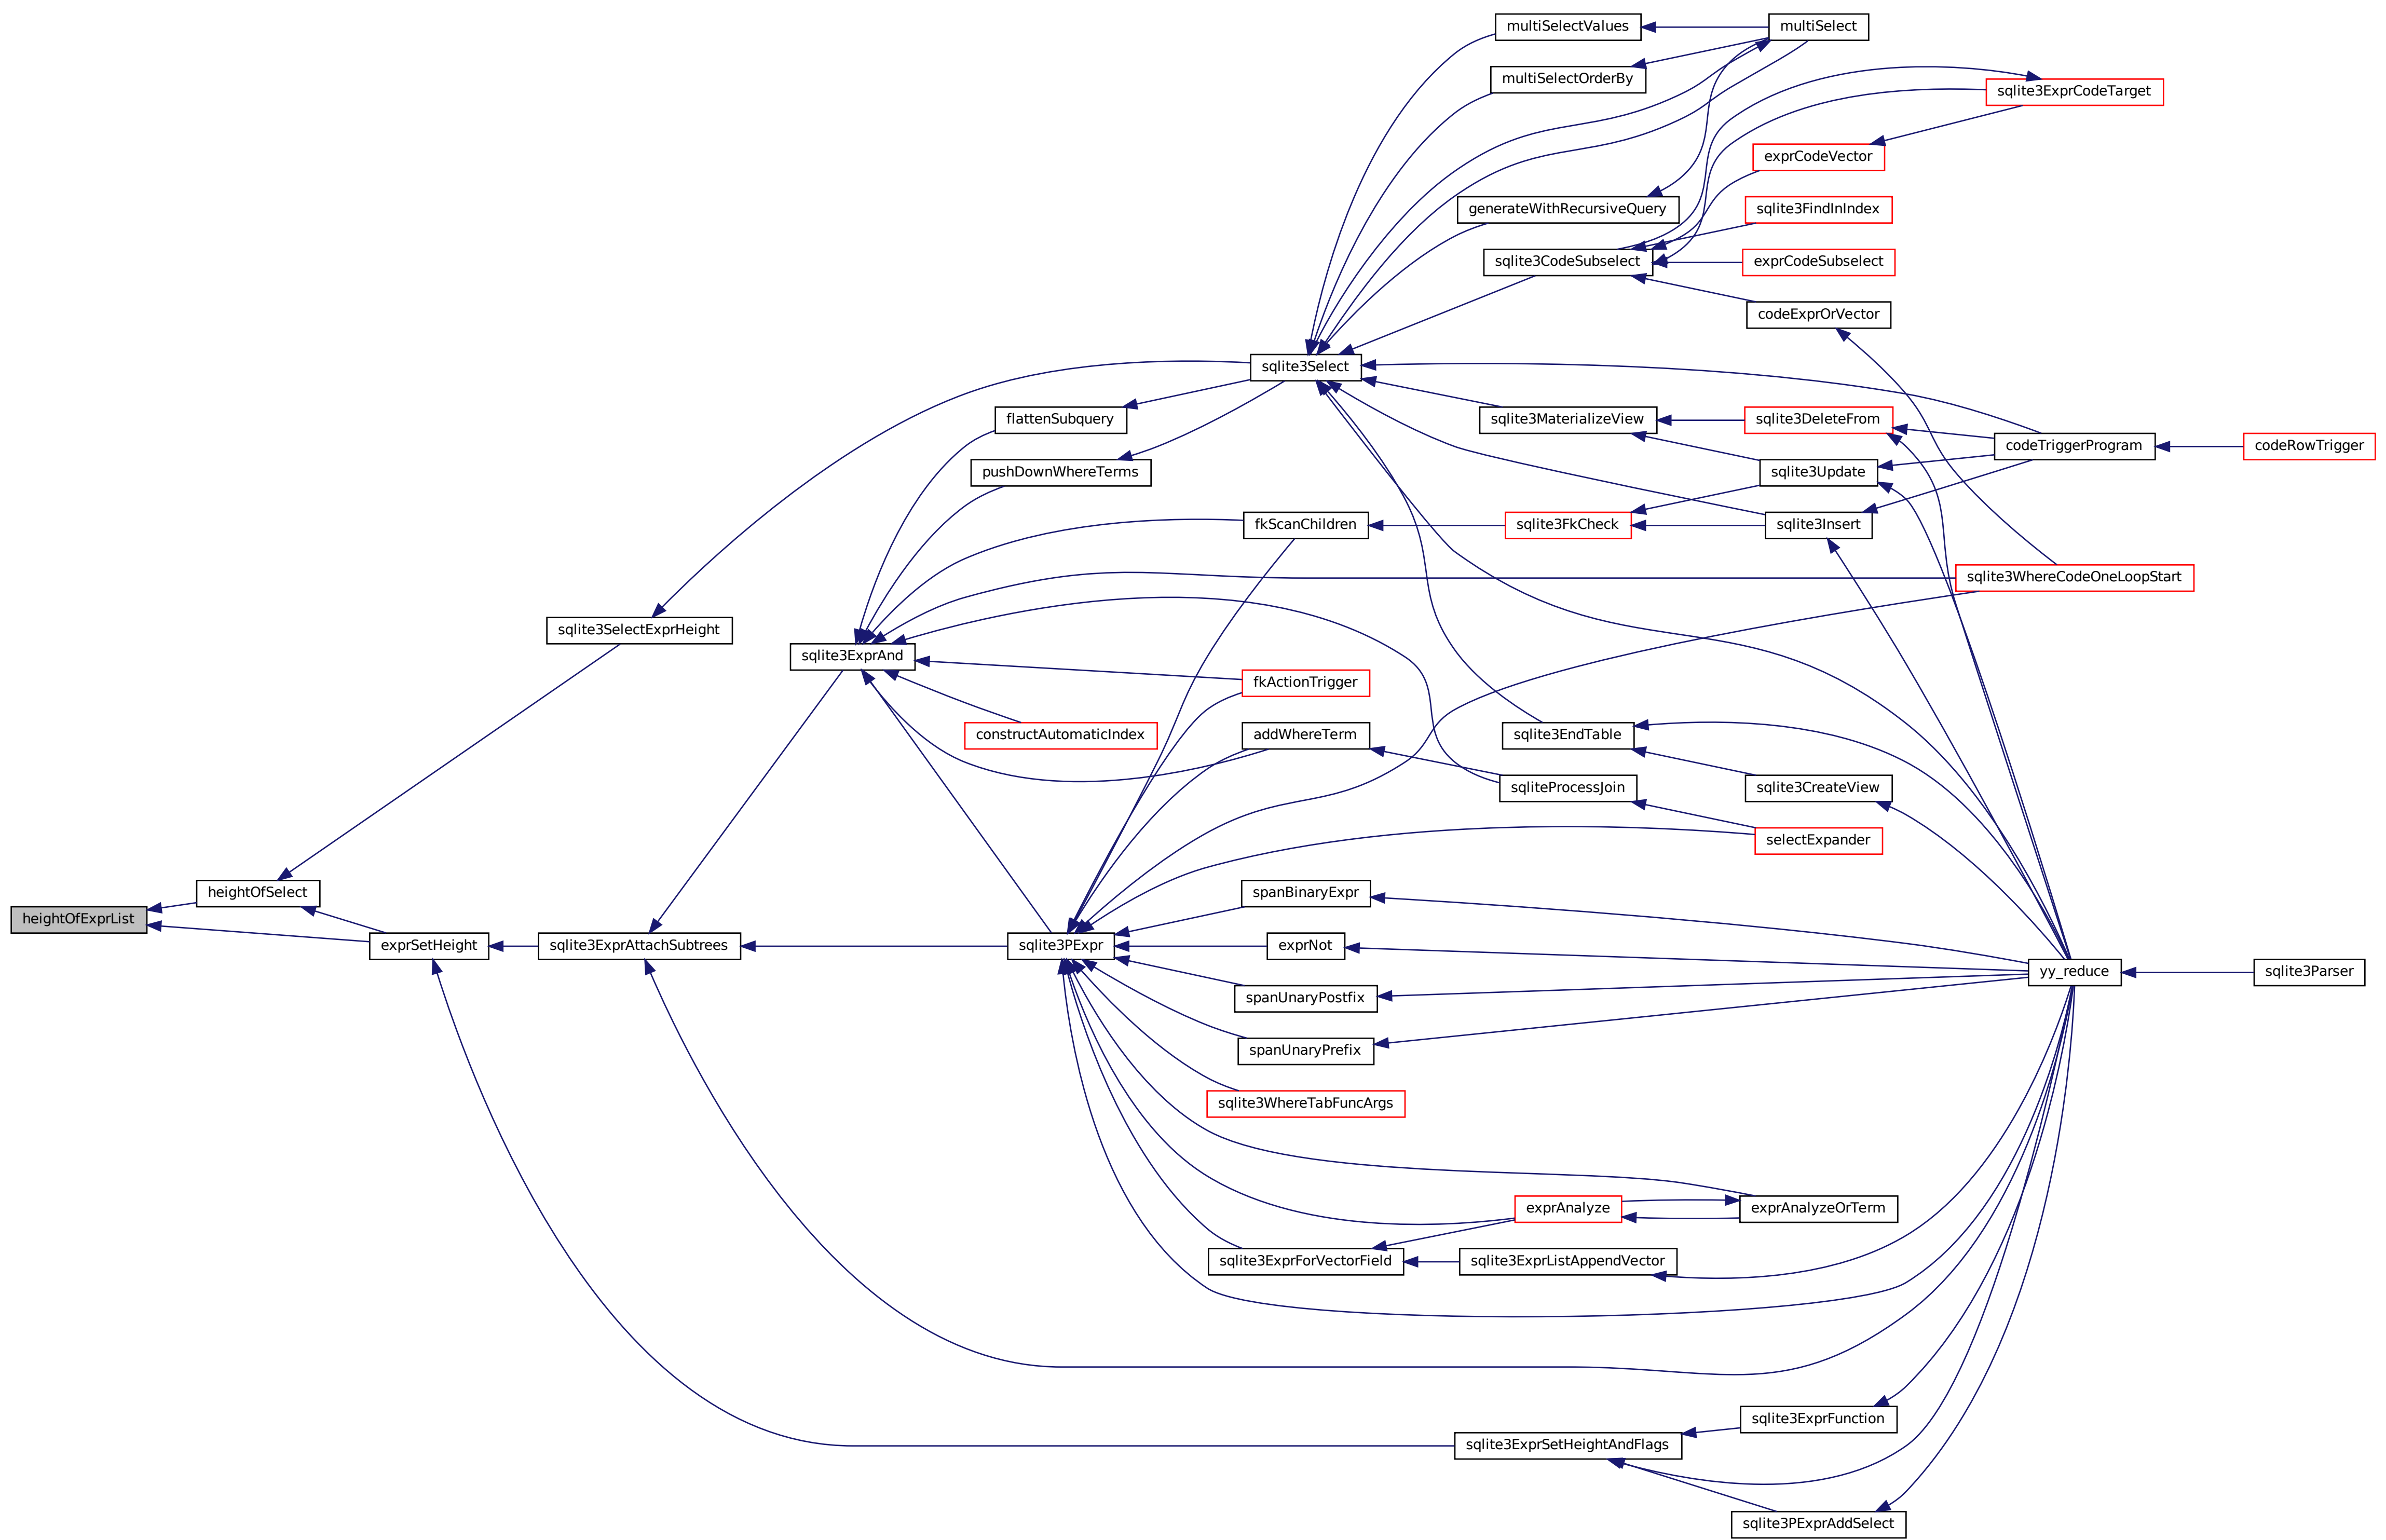 multiSelectValues
multiSelect
multiSelectOrderBy
sqlite3ExprCodeTarget
exprCodeVector
generateWithRecursiveQuery
sqlite3FindInIndex
sqlite3CodeSubselect
exprCodeSubselect
codeExprOrVector
sqlite3Select
flattenSubquery
sqlite3MaterializeView
sqlite3DeleteFrom
codeTriggerProgram
codeRowTrigger
pushDownWhereTerms
sqlite3Update
fkScanChildren
sqlite3FkCheck
sqlite3Insert
sqlite3WhereCodeOneLoopStart
sqlite3SelectExprHeight
sqlite3ExprAnd
fkActionTrigger
constructAutomaticIndex
addWhereTerm
sqlite3EndTable
sqliteProcessJoin
sqlite3CreateView
selectExpander
heightOfSelect
spanBinaryExpr
heightOfExprList
exprSetHeight
sqlite3ExprAttachSubtrees
sqlite3PExpr
exprNot
yy_reduce
sqlite3Parser
spanUnaryPostfix
spanUnaryPrefix
sqlite3WhereTabFuncArgs
exprAnalyze
exprAnalyzeOrTerm
sqlite3ExprForVectorField
sqlite3ExprListAppendVector
sqlite3ExprFunction
sqlite3ExprSetHeightAndFlags
sqlite3PExprAddSelect